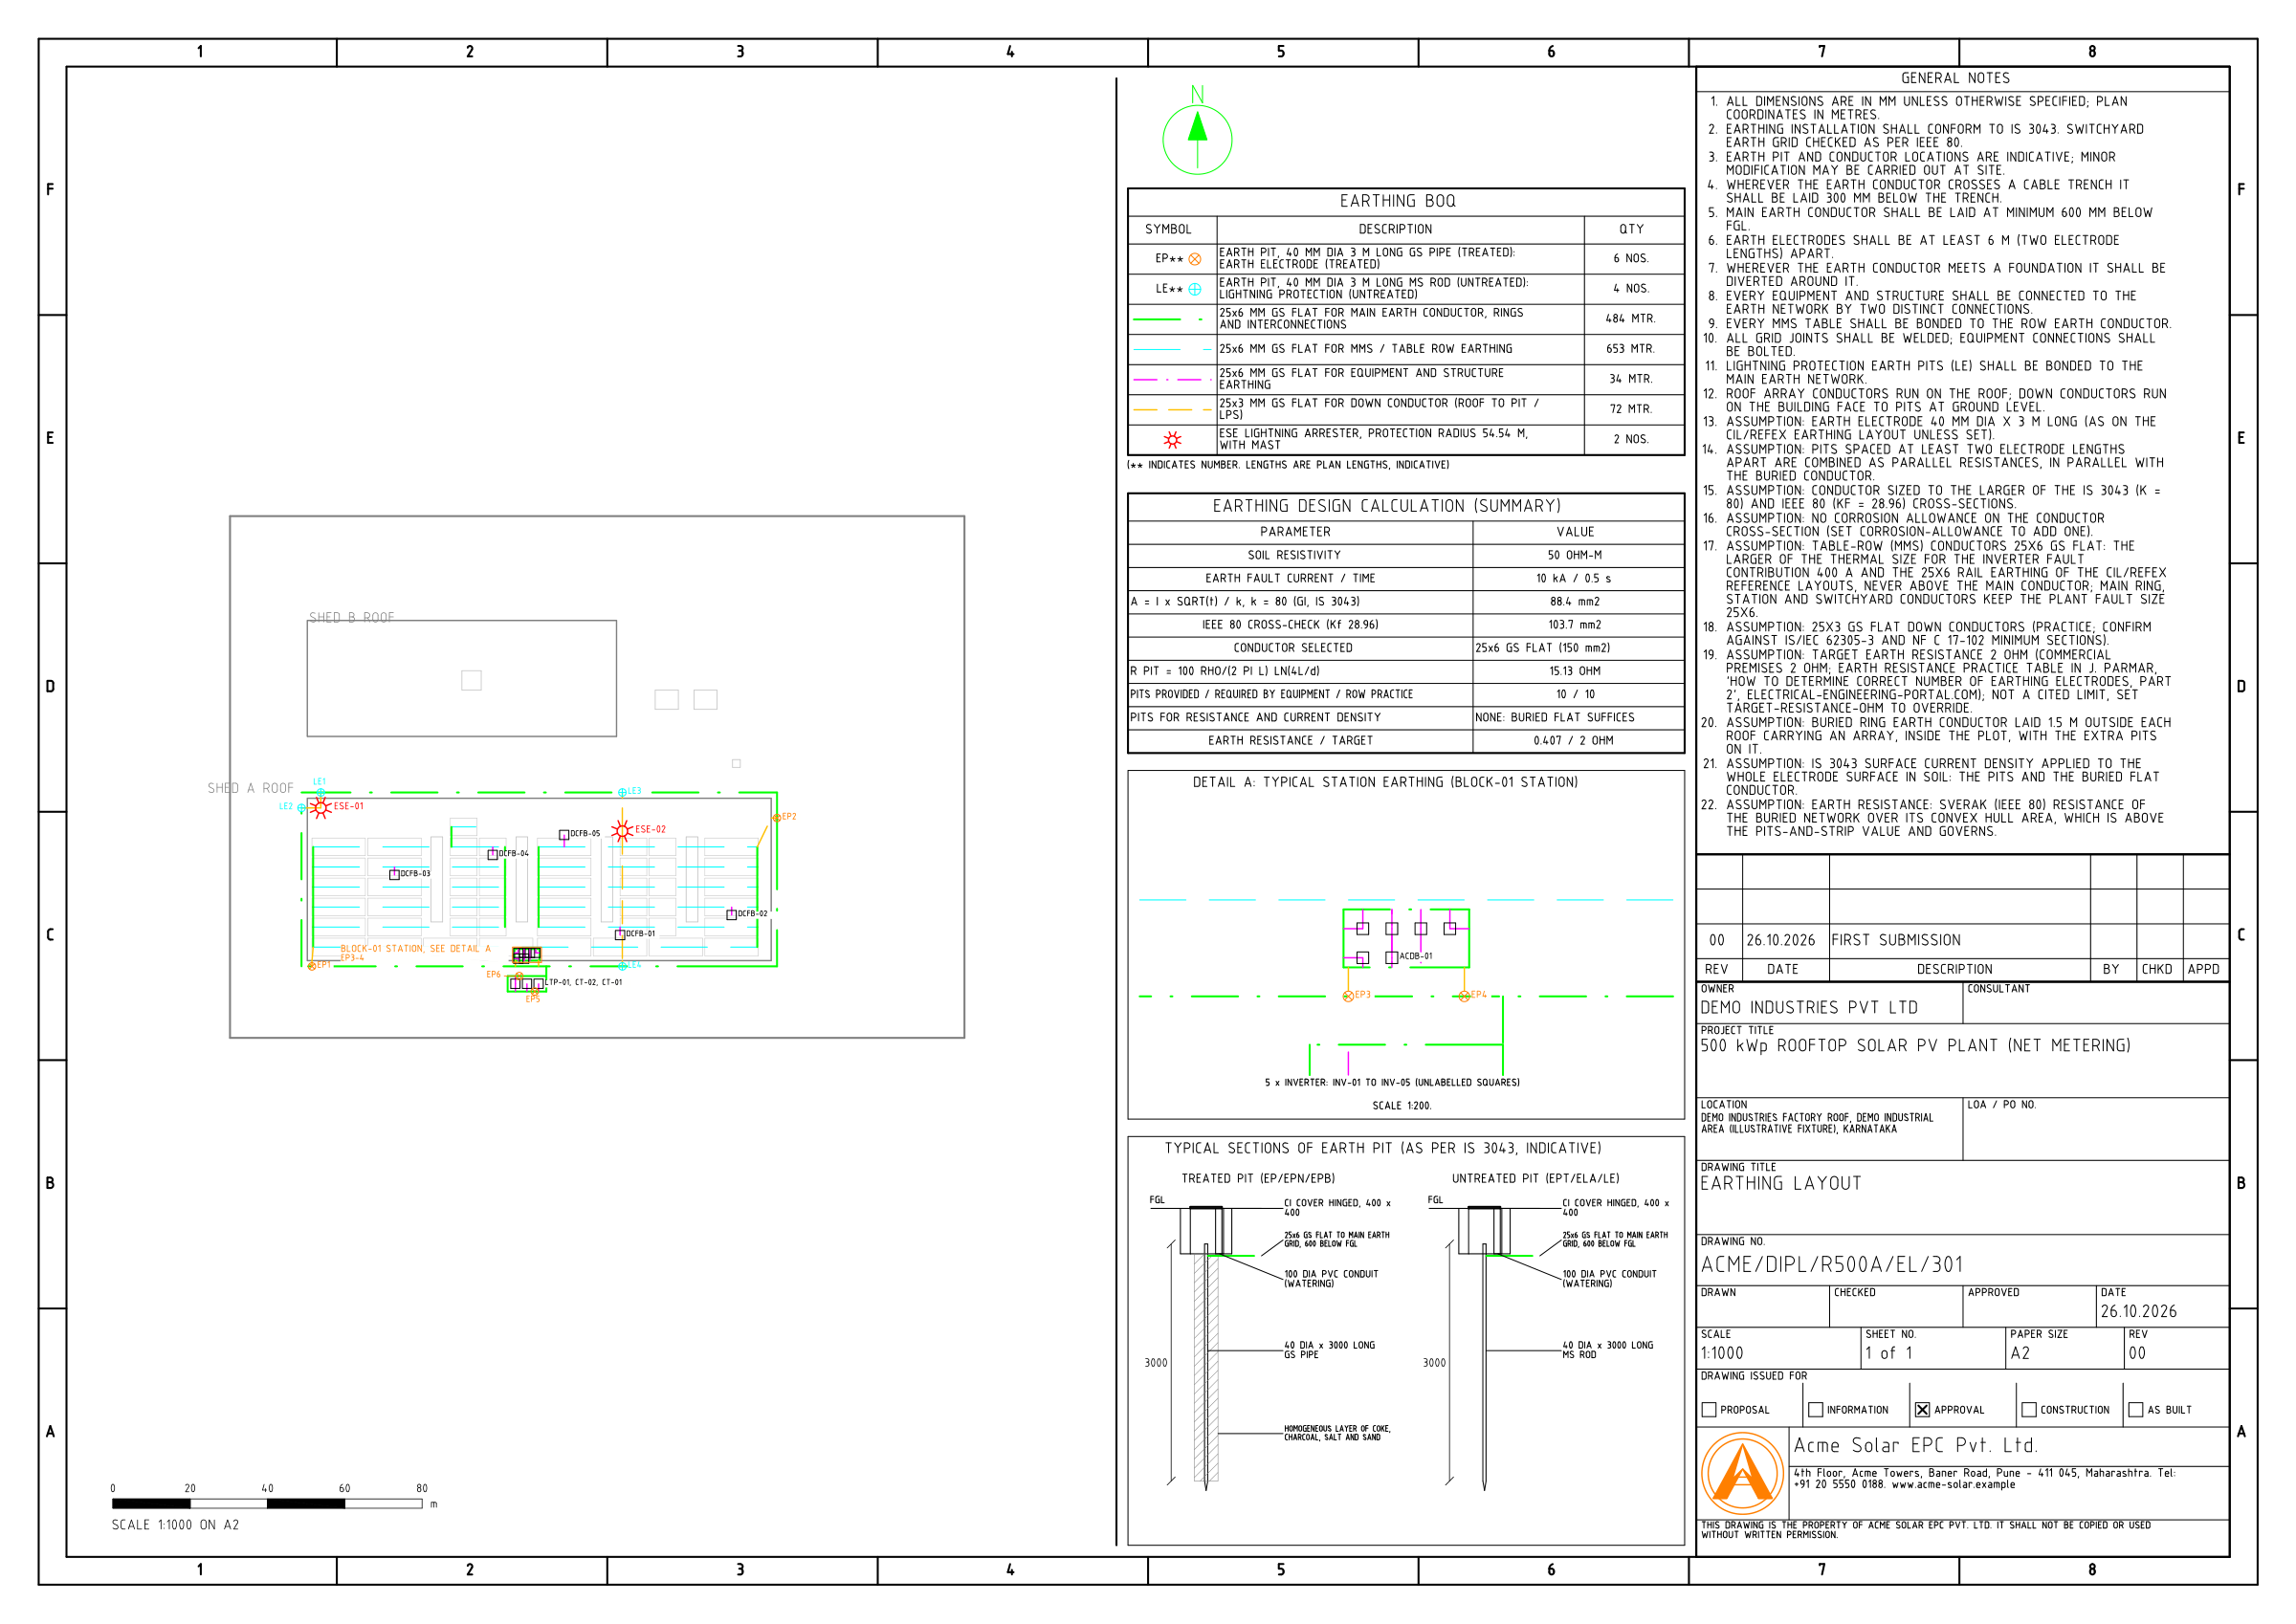 1 2 3 4 5 6 7 8
F
E
D
C
B
A
N
SHED B ROOF
SHED A ROOF
LE1
LE2
ESE-01
LE3
ESE-02
EP2
DCFB-05
DCFB-04
DCFB-03
DCFB-02
DCFB-01
BLOCK-01 STATION, SEE DETAIL A
EP3-4
EP1
LE4
EP6
LTP-01, CT-02, CT-01
EP5
0 20 40 60 80 m
SCALE 1:1000 ON A2
EARTHING BOQ
SYMBOL DESCRIPTION QTY
EP** EARTH PIT, 40 MM DIA 3 M LONG GS PIPE (TREATED): 6 NOS.
EARTH ELECTRODE (TREATED)
LE** EARTH PIT, 40 MM DIA 3 M LONG MS ROD (UNTREATED): 4 NOS.
LIGHTNING PROTECTION (UNTREATED)
25x6 MM GS FLAT FOR MAIN EARTH CONDUCTOR, RINGS 484 MTR.
AND INTERCONNECTIONS
25x6 MM GS FLAT FOR MMS / TABLE ROW EARTHING 653 MTR.
25x6 MM GS FLAT FOR EQUIPMENT AND STRUCTURE 34 MTR.
EARTHING
25x3 MM GS FLAT FOR DOWN CONDUCTOR (ROOF TO PIT / 72 MTR.
LPS)
ESE LIGHTNING ARRESTER, PROTECTION RADIUS 54.54 M, 2 NOS.
WITH MAST
(** INDICATES NUMBER. LENGTHS ARE PLAN LENGTHS, INDICATIVE)
EARTHING DESIGN CALCULATION (SUMMARY)
PARAMETER VALUE
SOIL RESISTIVITY 50 OHM-M
EARTH FAULT CURRENT / TIME 10 kA / 0.5 s
A = I x SQRT(t) / k, k = 80 (GI, IS 3043) 88.4 mm2
IEEE 80 CROSS-CHECK (Kf 28.96) 103.7 mm2
CONDUCTOR SELECTED 25x6 GS FLAT (150 mm2)
R PIT = 100 RHO/(2 PI L) LN(4L/d) 15.13 OHM
PITS PROVIDED / REQUIRED BY EQUIPMENT / ROW PRACTICE 10 / 10
PITS FOR RESISTANCE AND CURRENT DENSITY NONE: BURIED FLAT SUFFICES
EARTH RESISTANCE / TARGET 0.407 / 2 OHM
DETAIL A: TYPICAL STATION EARTHING (BLOCK-01 STATION)
ACDB-01
EP3
EP4
5 x INVERTER: INV-01 TO INV-05 (UNLABELLED SQUARES)
SCALE 1:200.
TYPICAL SECTIONS OF EARTH PIT (AS PER IS 3043, INDICATIVE)
TREATED PIT (EP/EPN/EPB)
FGL
CI COVER HINGED, 400 x
400
25x6 GS FLAT TO MAIN EARTH
GRID, 600 BELOW FGL
100 DIA PVC CONDUIT
(WATERING)
40 DIA x 3000 LONG
GS PIPE
3000
HOMOGENEOUS LAYER OF COKE,
CHARCOAL, SALT AND SAND
UNTREATED PIT (EPT/ELA/LE)
FGL
CI COVER HINGED, 400 x
400
25x6 GS FLAT TO MAIN EARTH
GRID, 600 BELOW FGL
100 DIA PVC CONDUIT
(WATERING)
40 DIA x 3000 LONG
MS ROD
3000
GENERAL NOTES
1. ALL DIMENSIONS ARE IN MM UNLESS OTHERWISE SPECIFIED; PLAN
COORDINATES IN METRES.
2. EARTHING INSTALLATION SHALL CONFORM TO IS 3043. SWITCHYARD
EARTH GRID CHECKED AS PER IEEE 80.
3. EARTH PIT AND CONDUCTOR LOCATIONS ARE INDICATIVE; MINOR
MODIFICATION MAY BE CARRIED OUT AT SITE.
4. WHEREVER THE EARTH CONDUCTOR CROSSES A CABLE TRENCH IT
SHALL BE LAID 300 MM BELOW THE TRENCH.
5. MAIN EARTH CONDUCTOR SHALL BE LAID AT MINIMUM 600 MM BELOW
FGL.
6. EARTH ELECTRODES SHALL BE AT LEAST 6 M (TWO ELECTRODE
LENGTHS) APART.
7. WHEREVER THE EARTH CONDUCTOR MEETS A FOUNDATION IT SHALL BE
DIVERTED AROUND IT.
8. EVERY EQUIPMENT AND STRUCTURE SHALL BE CONNECTED TO THE
EARTH NETWORK BY TWO DISTINCT CONNECTIONS.
9. EVERY MMS TABLE SHALL BE BONDED TO THE ROW EARTH CONDUCTOR.
10. ALL GRID JOINTS SHALL BE WELDED; EQUIPMENT CONNECTIONS SHALL
BE BOLTED.
11. LIGHTNING PROTECTION EARTH PITS (LE) SHALL BE BONDED TO THE
MAIN EARTH NETWORK.
12. ROOF ARRAY CONDUCTORS RUN ON THE ROOF; DOWN CONDUCTORS RUN
ON THE BUILDING FACE TO PITS AT GROUND LEVEL.
13. ASSUMPTION: EARTH ELECTRODE 40 MM DIA X 3 M LONG (AS ON THE
CIL/REFEX EARTHING LAYOUT UNLESS SET).
14. ASSUMPTION: PITS SPACED AT LEAST TWO ELECTRODE LENGTHS
APART ARE COMBINED AS PARALLEL RESISTANCES, IN PARALLEL WITH
THE BURIED CONDUCTOR.
15. ASSUMPTION: CONDUCTOR SIZED TO THE LARGER OF THE IS 3043 (K =
80) AND IEEE 80 (KF = 28.96) CROSS-SECTIONS.
16. ASSUMPTION: NO CORROSION ALLOWANCE ON THE CONDUCTOR
CROSS-SECTION (SET CORROSION-ALLOWANCE TO ADD ONE).
17. ASSUMPTION: TABLE-ROW (MMS) CONDUCTORS 25X6 GS FLAT: THE
LARGER OF THE THERMAL SIZE FOR THE INVERTER FAULT
CONTRIBUTION 400 A AND THE 25X6 RAIL EARTHING OF THE CIL/REFEX
REFERENCE LAYOUTS, NEVER ABOVE THE MAIN CONDUCTOR; MAIN RING,
STATION AND SWITCHYARD CONDUCTORS KEEP THE PLANT FAULT SIZE
25X6.
18. ASSUMPTION: 25X3 GS FLAT DOWN CONDUCTORS (PRACTICE; CONFIRM
AGAINST IS/IEC 62305-3 AND NF C 17-102 MINIMUM SECTIONS).
19. ASSUMPTION: TARGET EARTH RESISTANCE 2 OHM (COMMERCIAL
PREMISES 2 OHM; EARTH RESISTANCE PRACTICE TABLE IN J. PARMAR,
'HOW TO DETERMINE CORRECT NUMBER OF EARTHING ELECTRODES, PART
2', ELECTRICAL-ENGINEERING-PORTAL.COM); NOT A CITED LIMIT, SET
TARGET-RESISTANCE-OHM TO OVERRIDE.
20. ASSUMPTION: BURIED RING EARTH CONDUCTOR LAID 1.5 M OUTSIDE EACH
ROOF CARRYING AN ARRAY, INSIDE THE PLOT, WITH THE EXTRA PITS
ON IT.
21. ASSUMPTION: IS 3043 SURFACE CURRENT DENSITY APPLIED TO THE
WHOLE ELECTRODE SURFACE IN SOIL: THE PITS AND THE BURIED FLAT
CONDUCTOR.
22. ASSUMPTION: EARTH RESISTANCE: SVERAK (IEEE 80) RESISTANCE OF
THE BURIED NETWORK OVER ITS CONVEX HULL AREA, WHICH IS ABOVE
THE PITS-AND-STRIP VALUE AND GOVERNS.
00 26.10.2026 FIRST SUBMISSION
REV DATE DESCRIPTION BY CHKD APPD
OWNER CONSULTANT
DEMO INDUSTRIES PVT LTD
PROJECT TITLE
500 kWp ROOFTOP SOLAR PV PLANT (NET METERING)
LOCATION LOA / PO NO.
DEMO INDUSTRIES FACTORY ROOF, DEMO INDUSTRIAL
AREA (ILLUSTRATIVE FIXTURE), KARNATAKA
DRAWING TITLE
EARTHING LAYOUT
DRAWING NO.
ACME/DIPL/R500A/EL/301
DRAWN CHECKED APPROVED DATE
26.10.2026
SCALE SHEET NO. PAPER SIZE REV
1:1000 1 of 1 A2 00
DRAWING ISSUED FOR
PROPOSAL INFORMATION APPROVAL CONSTRUCTION AS BUILT
Acme Solar EPC Pvt. Ltd.
4th Floor, Acme Towers, Baner Road, Pune - 411 045, Maharashtra. Tel:
+91 20 5550 0188. www.acme-solar.example
THIS DRAWING IS THE PROPERTY OF ACME SOLAR EPC PVT. LTD. IT SHALL NOT BE COPIED OR USED
WITHOUT WRITTEN PERMISSION.
F
E
D
C
B
A
1 2 3 4 5 6 7 8